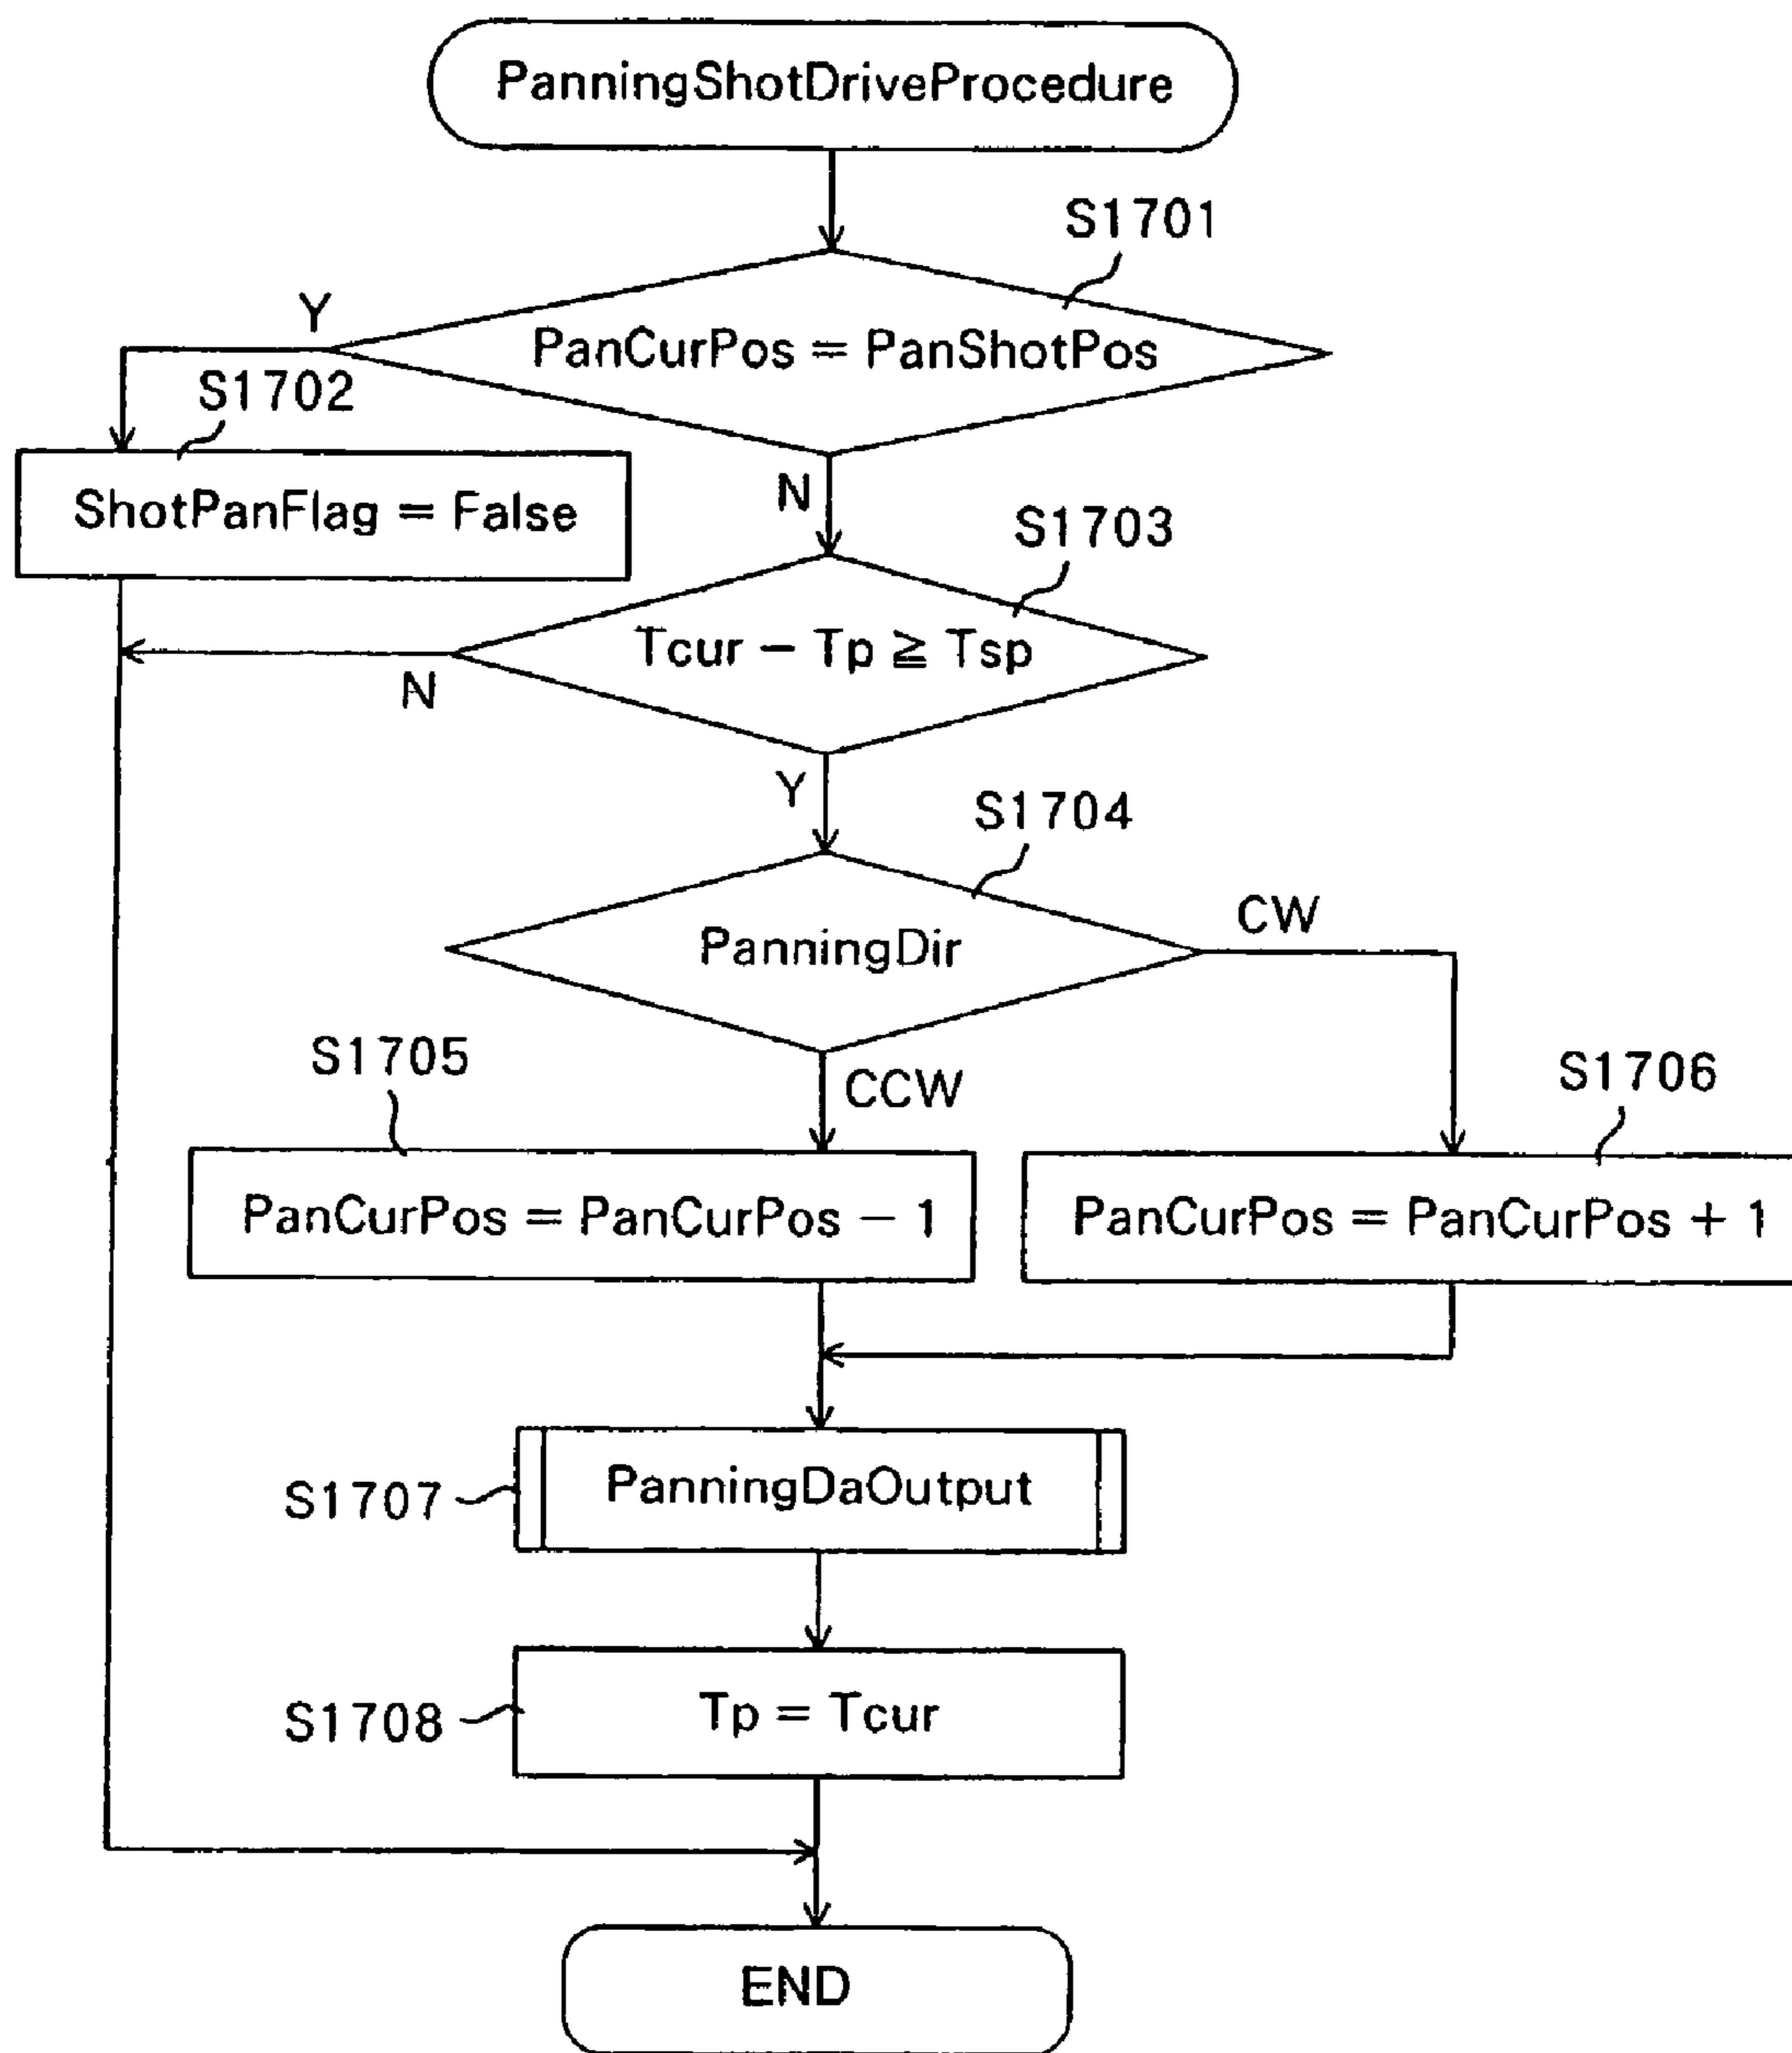 PanningShotDriveProcedure
S1701
Y
PanCurPos = PanShotPos
S1702
ShotPanFlag = False
N
S1703
Tcur − Tp ≧ Tsp
N
Y
S1704
CW
PanningDir
S1705
CCW
S1706
PanCurPos = PanCurPos − 1
PanCurPos = PanCurPos + 1
S1707
PanningDaOutput
S1708
Tp = Tcur
END